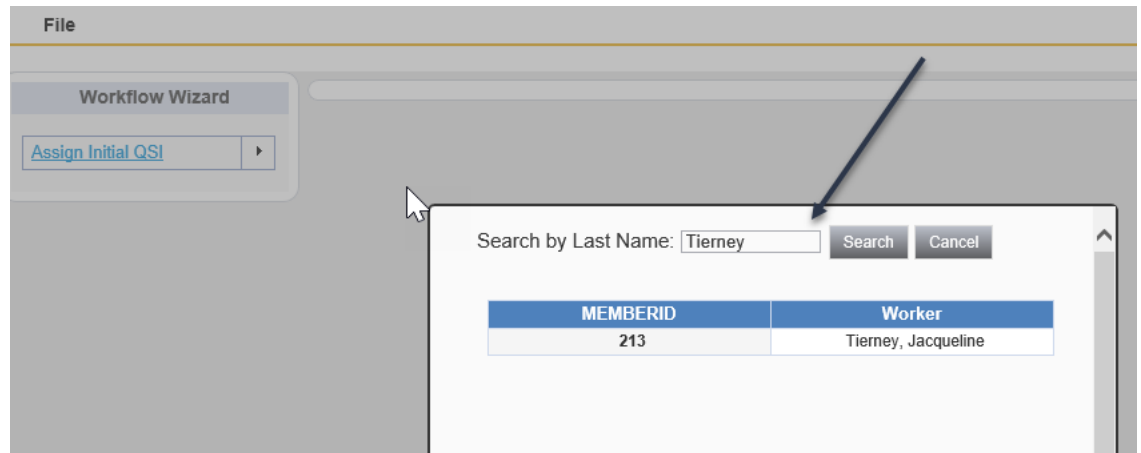 File
Workflow Wizard
Assign Initial QSI
Search by Last Name: Tierney Search Cancel
MEMBERID Worker
213 Tierney, Jacqueline